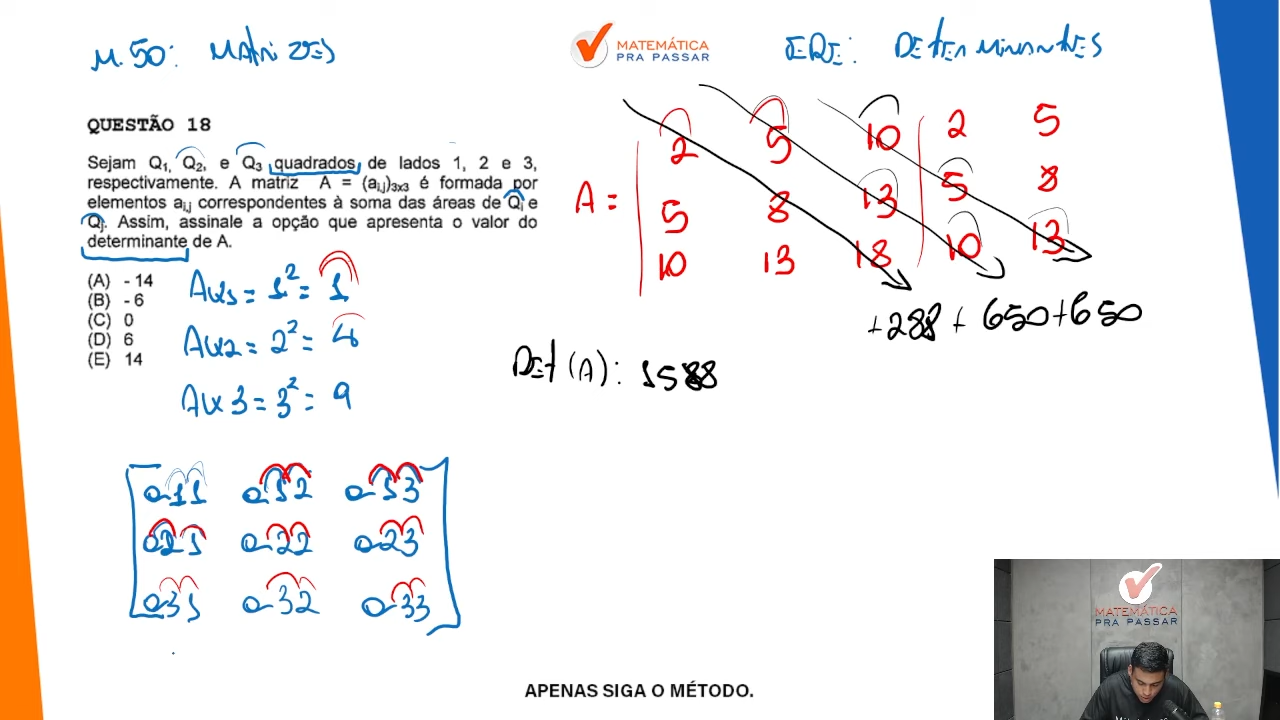 M.50: MATRIZES
MATEMÁTICA
PRA PASSAR
DETERMINANTES
QUESTÃO 18
Sejam Q1, Q2, e Q3 quadrados de lados 1, 2 e 3,
respectivamente. A matriz A = (ai,j)3x3 é formada por
elementos ai,j correspondentes à soma das áreas de Qi e
Qj. Assim, assinale a opção que apresenta o valor do
determinante de A.
(A) - 14
(B) - 6
(C) 0
(D) 6
(E) 14
= 1² = 1
= 2² = 4
= 3² = 9
a11 a12 a13
a21 a22 a23
a31 a32 a33
2 5 10 2 5
A = 5 8 13 5 8
10 13 18 10 13
+288 + 650+650
DET (A): 1588
MATEMÁTICA
PRA PASSAR
APENAS SIGA O MÉTODO.